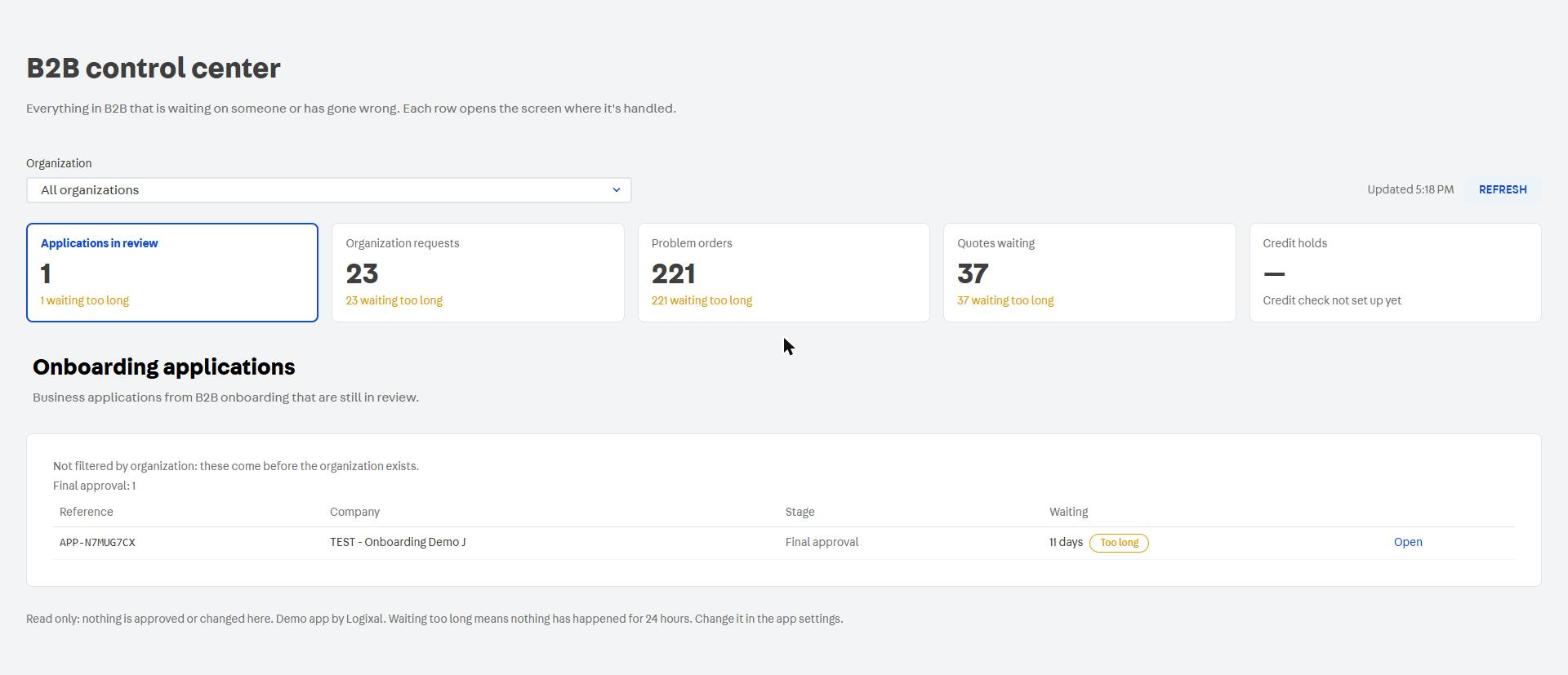 B2B control center
Everything in B2B that is waiting on someone or has gone wrong. Each row opens the screen where it's handled.
Organization
All organizations
Updated 5:18 PM
REFRESH
Applications in review
1
1 waiting too long
Organization requests
23
23 waiting too long
Problem orders
221
221 waiting too long
Quotes waiting
37
37 waiting too long
Credit holds
—
Credit check not set up yet
Onboarding applications
Business applications from B2B onboarding that are still in review.
Not filtered by organization: these come before the organization exists.
Final approval: 1
Reference Company Stage Waiting
APP-N7MUG7CX TEST - Onboarding Demo J Final approval 11 days Too long Open
Read only: nothing is approved or changed here. Demo app by Logixal. Waiting too long means nothing has happened for 24 hours. Change it in the app settings.